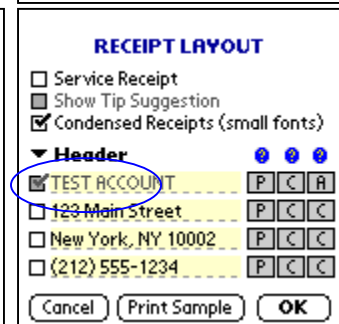 RECEIPT LAYOUT
Service Receipt
Show Tip Suggestion
Condensed Receipts (small fonts)
Header ? ? ?
TEST ACCOUNT P C A
123 Main Street P C C
New York, NY 10002 P C C
(212) 555-1234 P C C
Cancel Print Sample OK